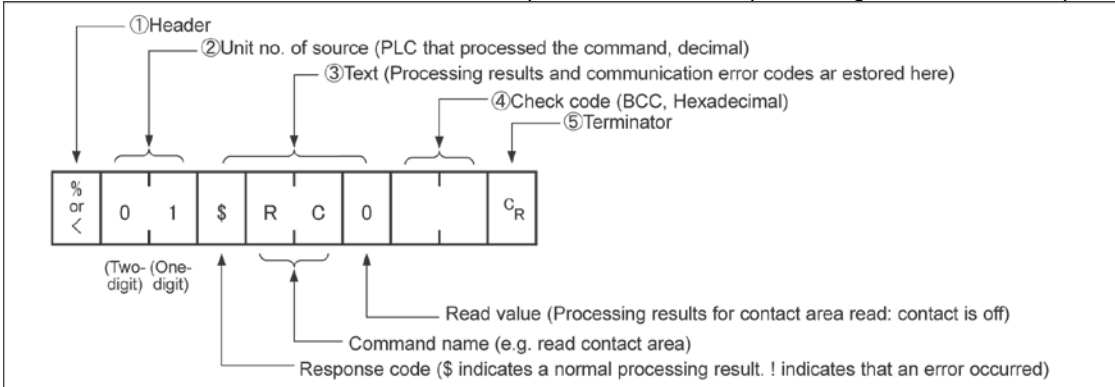 ①Header
②Unit no. of source (PLC that processed the command, decimal)
③Text (Processing results and communication error codes ar estored here)
④Check code (BCC, Hexadecimal)
⑤Terminator
% or < 0 1 $ R C 0 CR
(Two- (One-
digit) digit)
Read value (Processing results for contact area read: contact is off)
Command name (e.g. read contact area)
Response code ($ indicates a normal processing result. ! indicates that an error occurred)